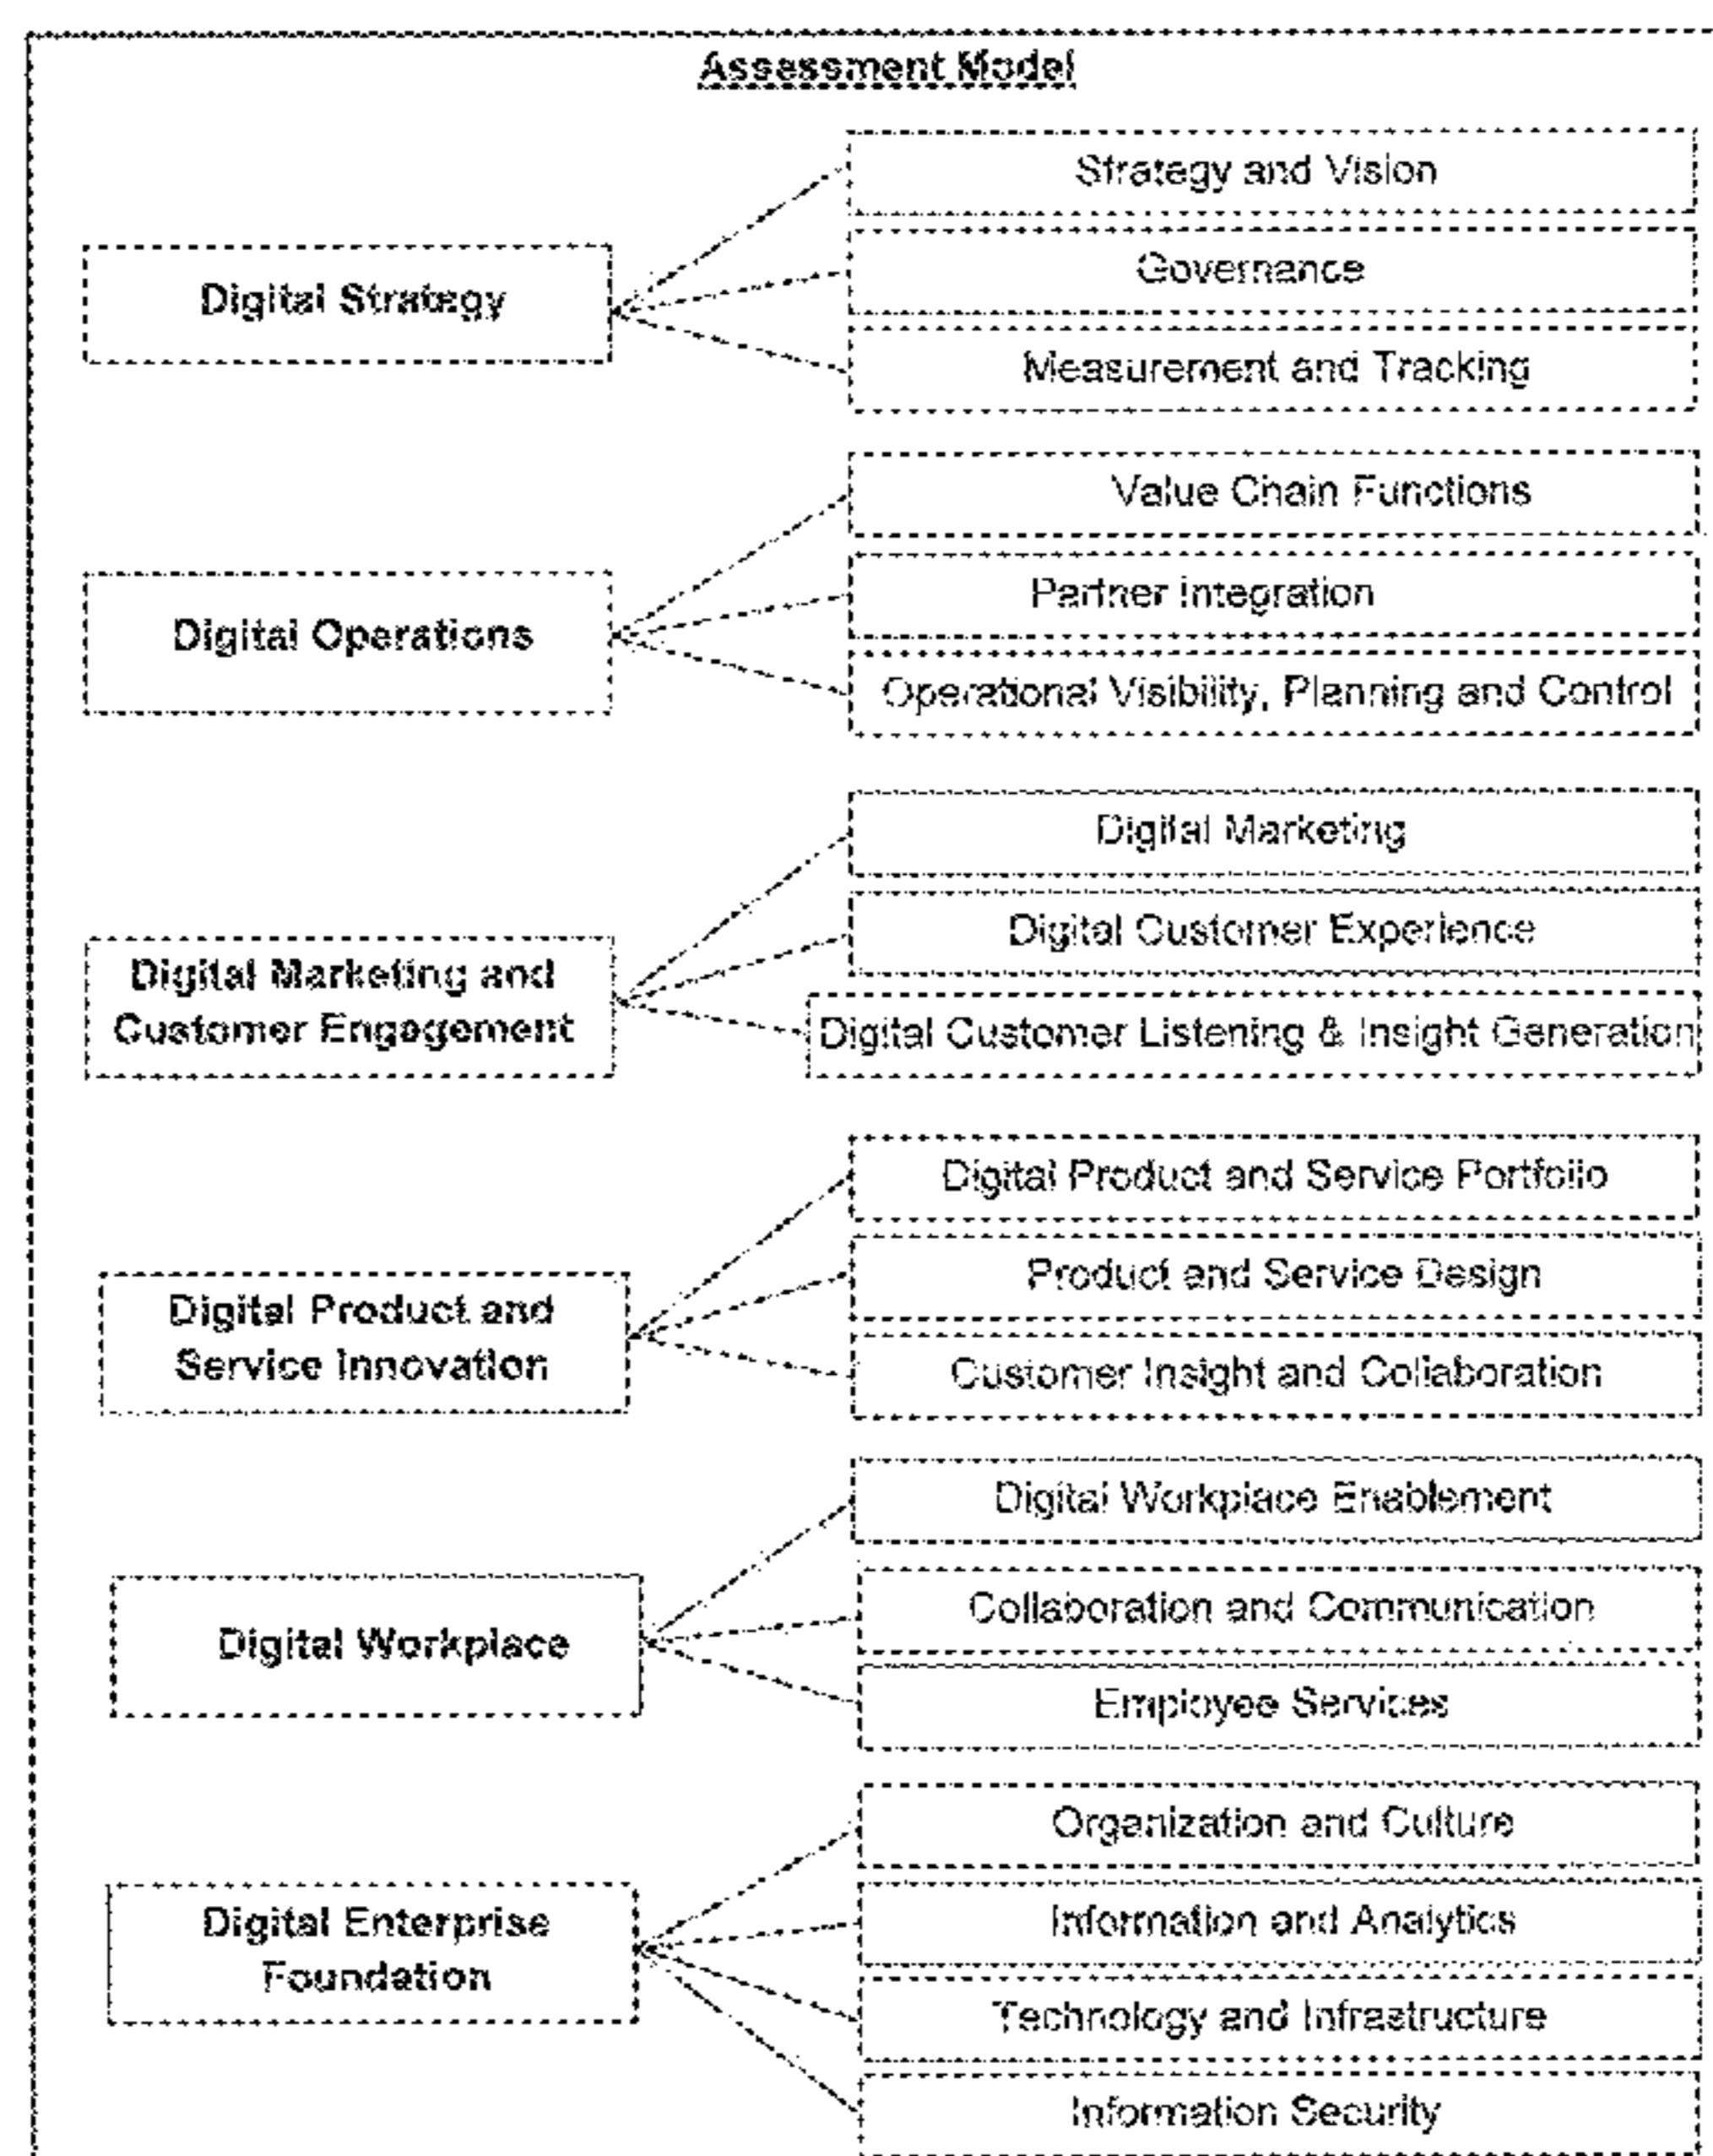 Assessment Model
Strategy and Vision
Digital Strategy
Governance
Measurement and Tracking
Value Chain Functions
Digital Operations
Partner Integration
Operational Visibility, Planning and Control
Digital Marketing
Digital Customer Experience
Digital Marketing and
Customer Engagement
Digital Customer Listening & Insight Generation
Digital Product and Service Portfolio
Product and Service Design
Digital Product and
Service Innovation
Customer Insight and Collaboration
Digital Workplace Enablement
Digital Workplace
Collaboration and Communication
Employee Services
Organization and Culture
Digital Enterprise
Foundation
Information and Analytics
Technology and Infrastructure
Information Security